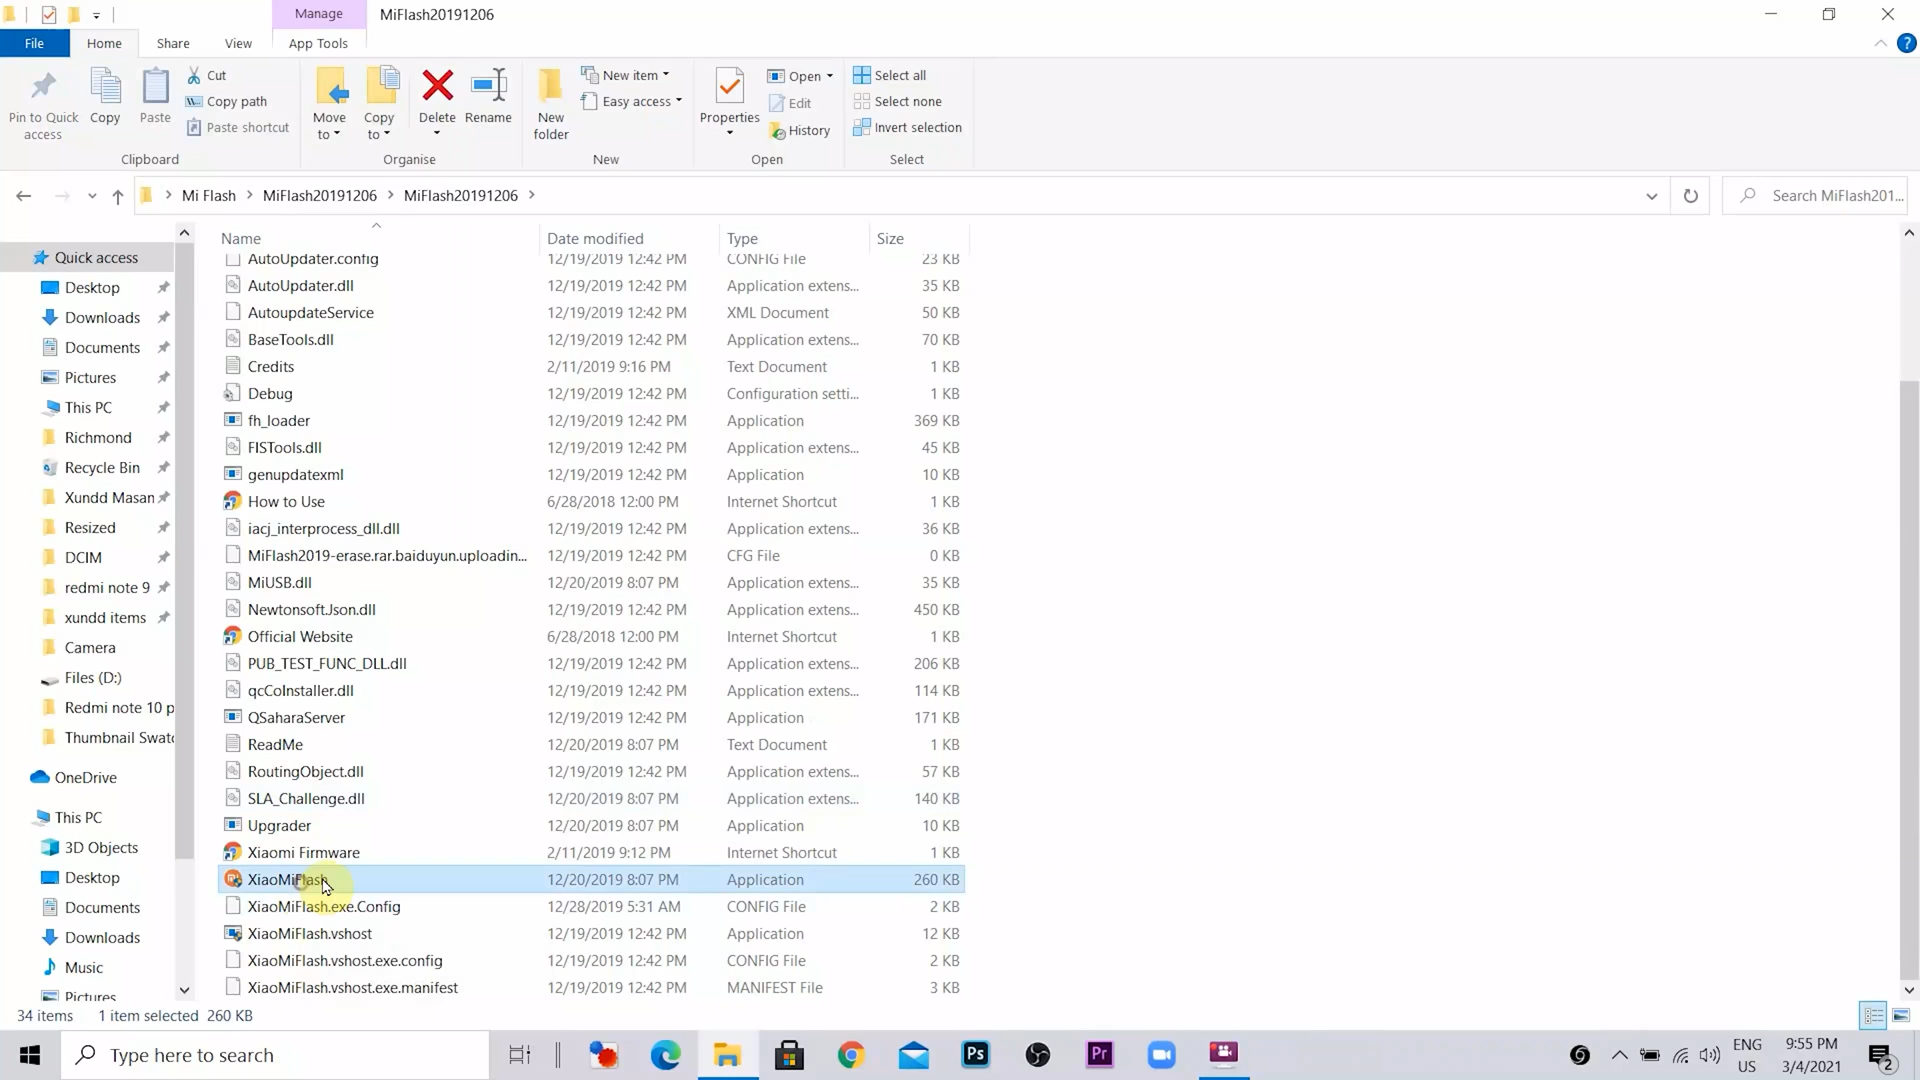 Manage
MiFlash20191206
File
Home
Share
View
App Tools
Pin to Quick access
Copy
Paste
Cut
Copy path
Paste shortcut
Clipboard
Move to
Copy to
Delete
Rename
Organise
New folder
New item
Easy access
New
Properties
Open
Edit
History
Open
Select all
Select none
Invert selection
Select
Mi Flash > MiFlash20191206 > MiFlash20191206 >
Search MiFlash201...
Quick access
Desktop
Downloads
Documents
Pictures
This PC
Richmond
Recycle Bin
Xundd Masan
Resized
DCIM
redmi note 9
xundd items
Camera
Files (D:)
Redmi note 10 p
Thumbnail Swatc
OneDrive
This PC
3D Objects
Desktop
Documents
Downloads
Music
Pictures
Name Date modified Type Size
AutoUpdater.config 12/19/2019 12:42 PM CONFIG File 23 KB
AutoUpdater.dll 12/19/2019 12:42 PM Application extens... 35 KB
AutoupdateService 12/19/2019 12:42 PM XML Document 50 KB
BaseTools.dll 12/19/2019 12:42 PM Application extens... 70 KB
Credits 2/11/2019 9:16 PM Text Document 1 KB
Debug 12/19/2019 12:42 PM Configuration setti... 1 KB
fh_loader 12/19/2019 12:42 PM Application 369 KB
FISTools.dll 12/19/2019 12:42 PM Application extens... 45 KB
genupdatexml 12/19/2019 12:42 PM Application 10 KB
How to Use 6/28/2018 12:00 PM Internet Shortcut 1 KB
iacj_interprocess_dll.dll 12/19/2019 12:42 PM Application extens... 36 KB
MiFlash2019-erase.rar.baiduyun.uploadin... 12/19/2019 12:42 PM CFG File 0 KB
MiUSB.dll 12/20/2019 8:07 PM Application extens... 35 KB
Newtonsoft.Json.dll 12/19/2019 12:42 PM Application extens... 450 KB
Official Website 6/28/2018 12:00 PM Internet Shortcut 1 KB
PUB_TEST_FUNC_DLL.dll 12/19/2019 12:42 PM Application extens... 206 KB
qcCoInstaller.dll 12/19/2019 12:42 PM Application extens... 114 KB
QSaharaServer 12/19/2019 12:42 PM Application 171 KB
ReadMe 12/20/2019 8:07 PM Text Document 1 KB
RoutingObject.dll 12/19/2019 12:42 PM Application extens... 57 KB
SLA_Challenge.dll 12/20/2019 8:07 PM Application extens... 140 KB
Upgrader 12/20/2019 8:07 PM Application 10 KB
Xiaomi Firmware 2/11/2019 9:12 PM Internet Shortcut 1 KB
XiaoMiFlash 12/20/2019 8:07 PM Application 260 KB
XiaoMiFlash.exe.Config 12/28/2019 5:31 AM CONFIG File 2 KB
XiaoMiFlash.vshost 12/19/2019 12:42 PM Application 12 KB
XiaoMiFlash.vshost.exe.config 12/19/2019 12:42 PM CONFIG File 2 KB
XiaoMiFlash.vshost.exe.manifest 12/19/2019 12:42 PM MANIFEST File 3 KB
34 items 1 item selected 260 KB
Type here to search
Ps
Pr
ENG
US
9:55 PM
3/4/2021
2